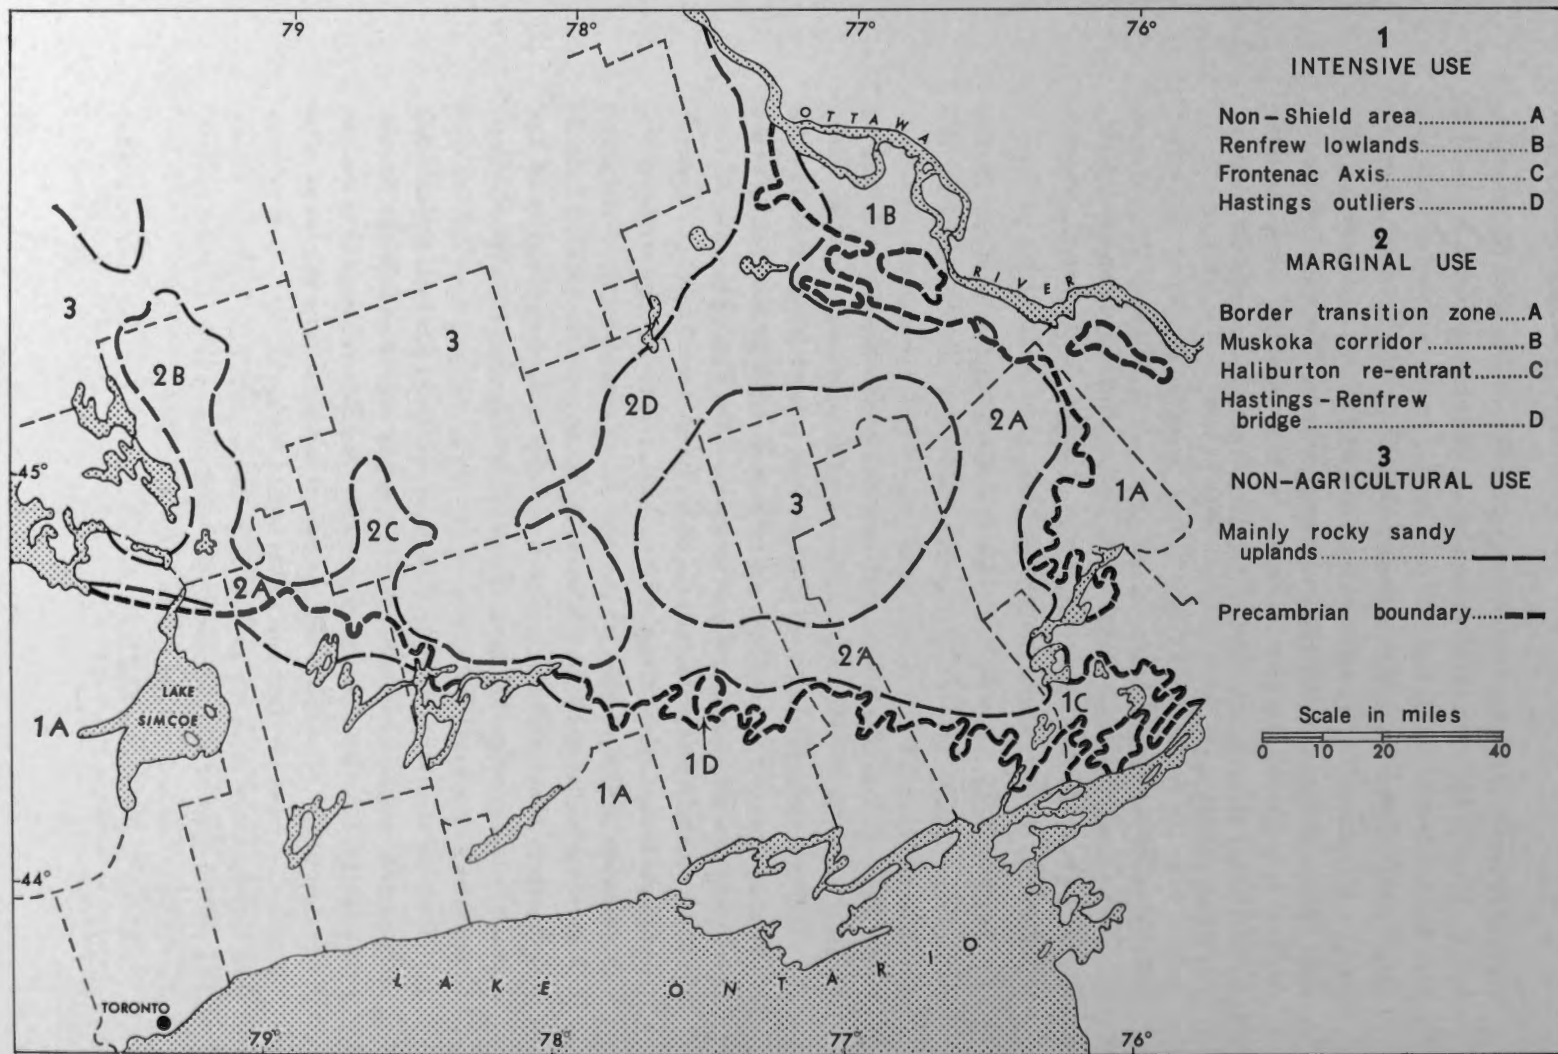 79
78°
77°
76°
OTTAWA
RIVER
1B
3
3
2B
2D
2A
45°
2C
3
1A
2A
2A
LAKE
SIMCOE
1A
1C
1D
1A
44°
LAKE ONTARIO
TORONTO
79°
78°
77°
76°
1
INTENSIVE USE
Non-Shield area....................A
Renfrew lowlands..................B
Frontenac Axis......................C
Hastings outliers...................D
2
MARGINAL USE
Border transition zone.....A
Muskoka corridor..............B
Haliburton re-entrant.........C
Hastings-Renfrew
bridge................................D
3
NON-AGRICULTURAL USE
Mainly rocky sandy
uplands.....................
Precambrian boundary......
Scale in miles
0 10 20 40